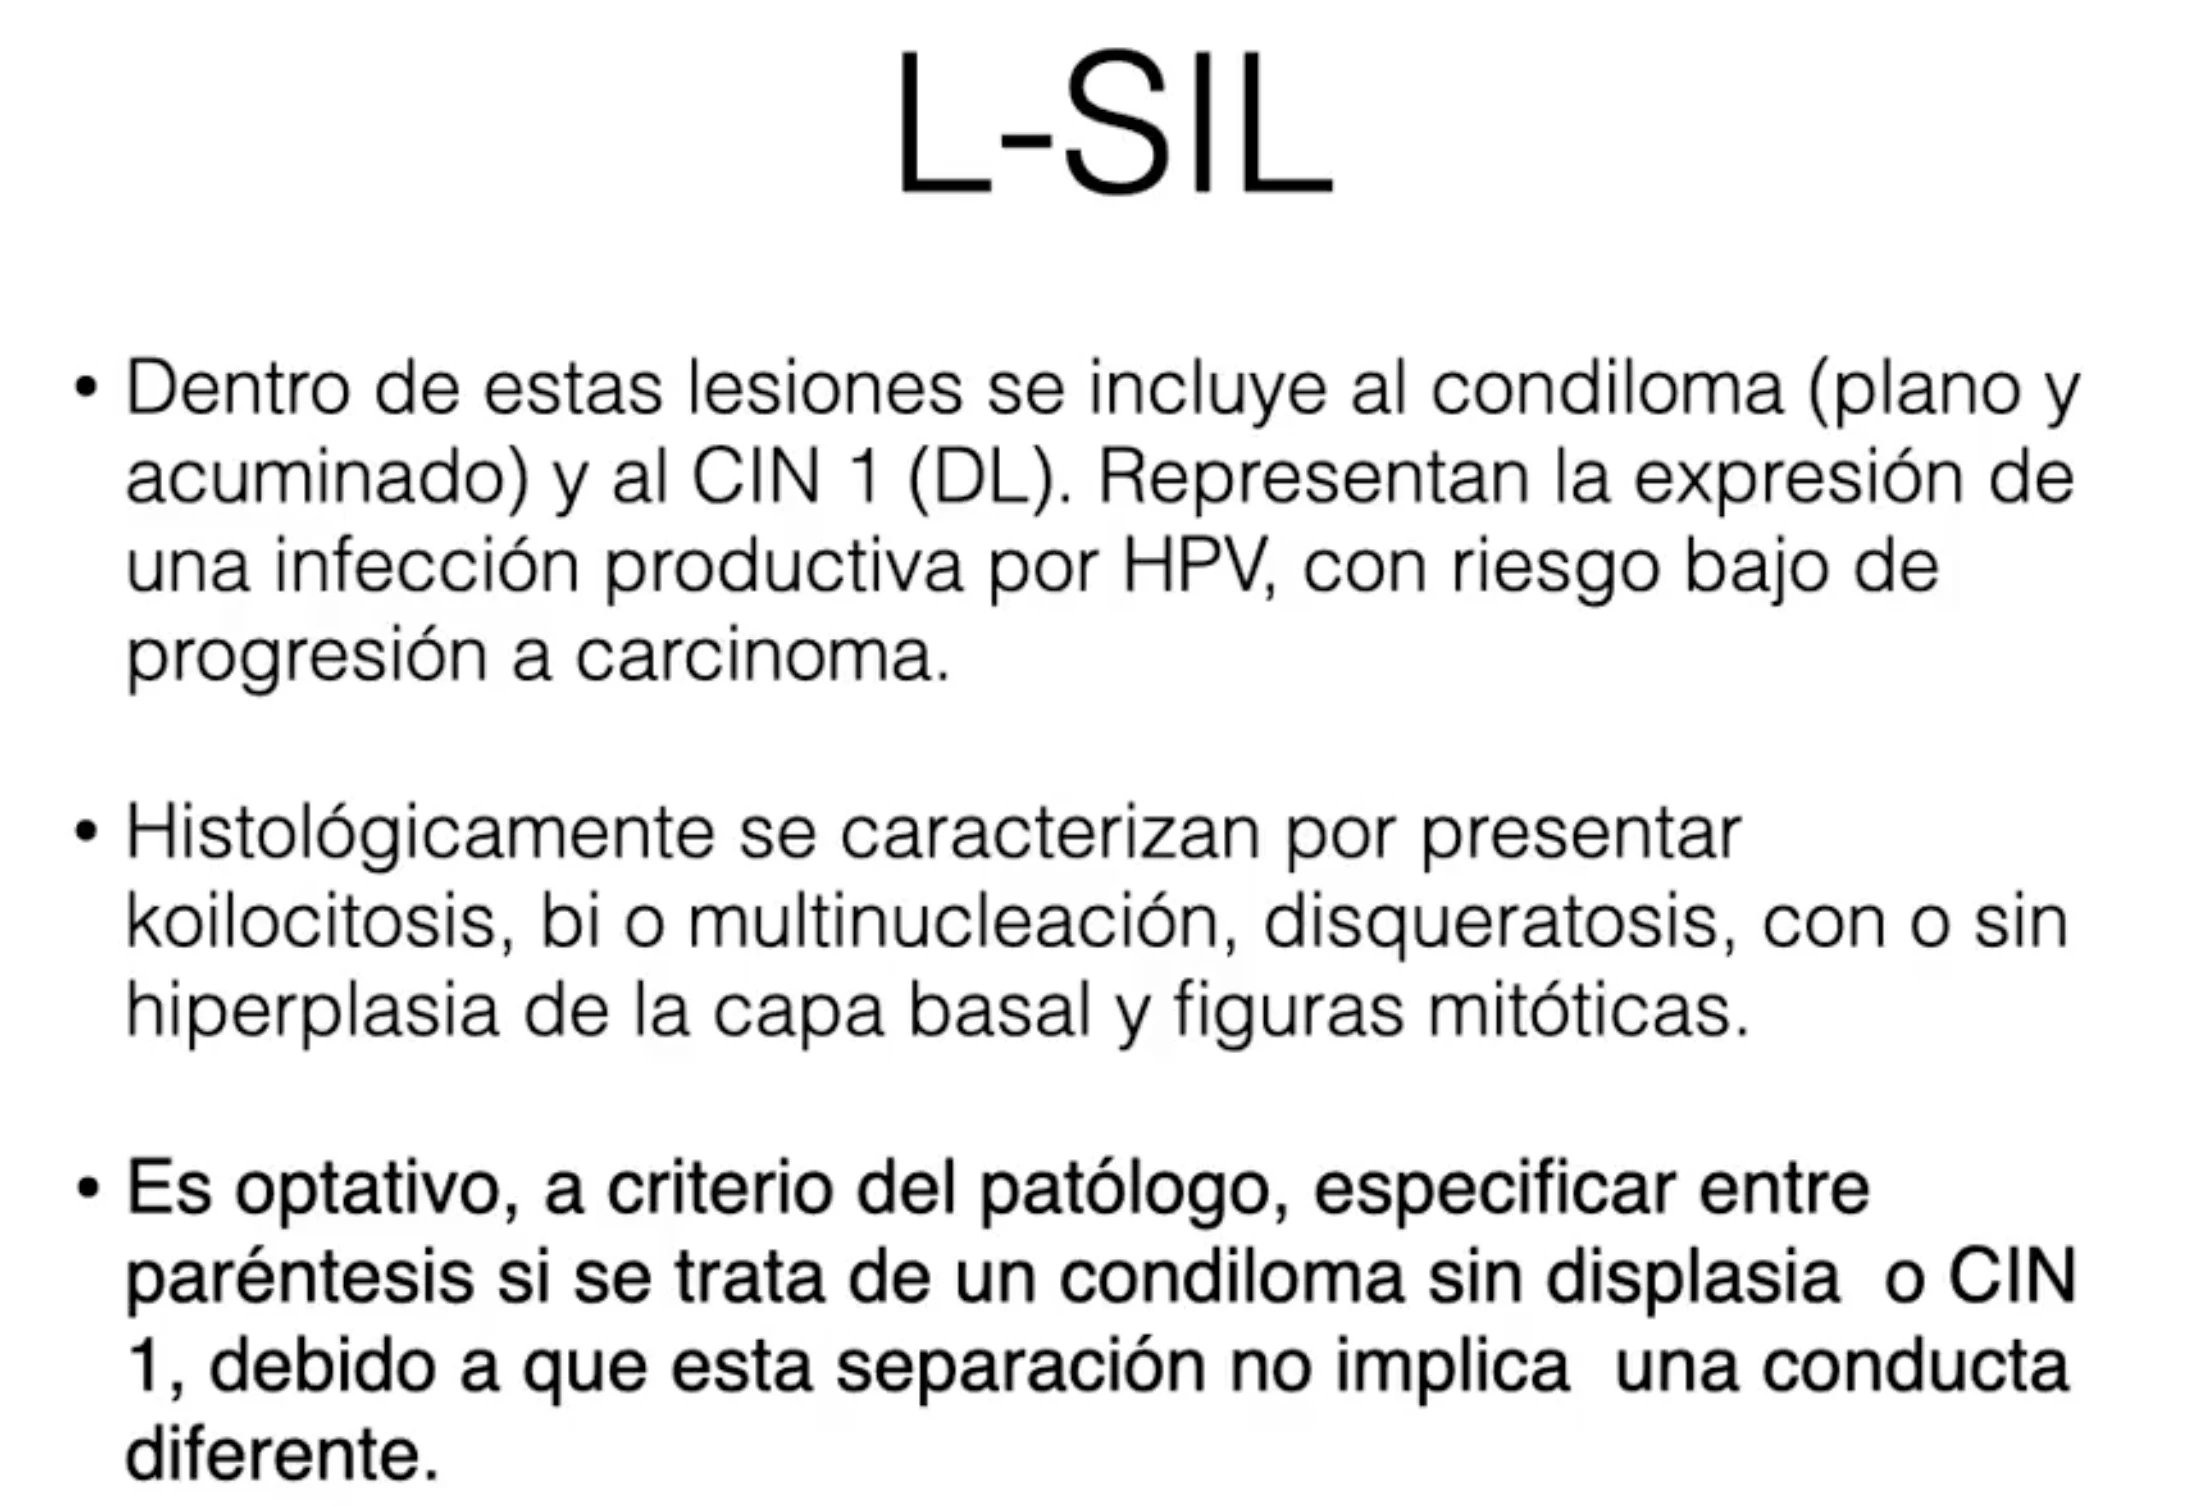 L-SIL
• Dentro de estas lesiones se incluye al condiloma (plano y
acuminado) y al CIN 1 (DL). Representan la expresión de
una infección productiva por HPV, con riesgo bajo de
progresión a carcinoma.
• Histológicamente se caracterizan por presentar
koilocitosis, bi o multinucleación, disqueratosis, con o sin
hiperplasia de la capa basal y figuras mitóticas.
• Es optativo, a criterio del patólogo, especificar entre
paréntesis si se trata de un condiloma sin displasia  o CIN
1, debido a que esta separación no implica  una conducta
diferente.